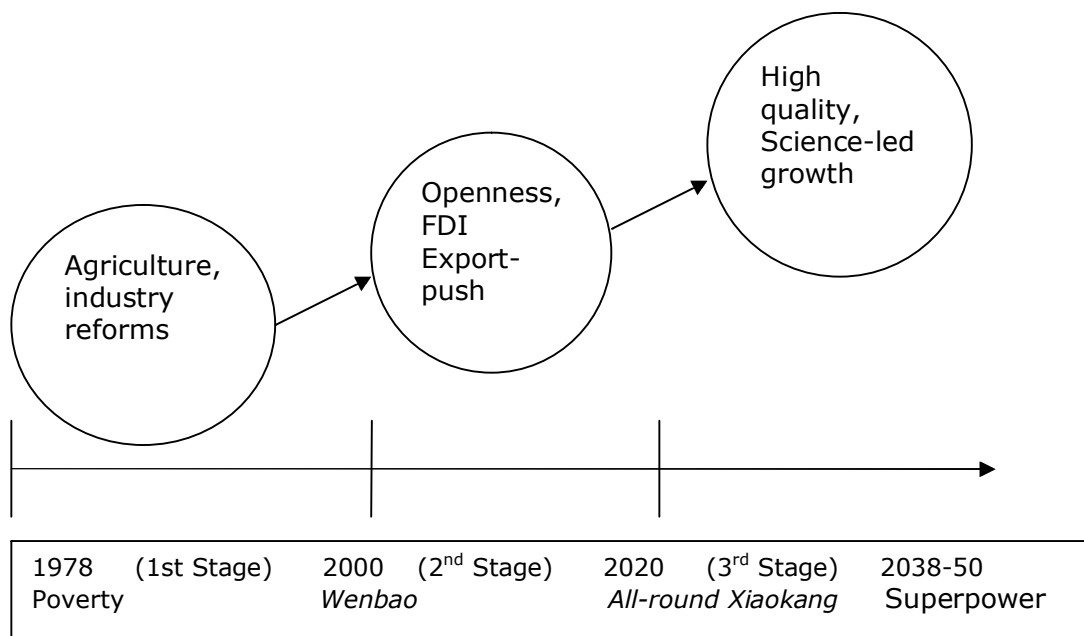 Agriculture,
industry
reforms
Openness,
FDI
Export-
push
High
quality,
Science-led
growth
1978 (1st Stage) 2000 (2nd Stage) 2020 (3rd Stage) 2038-50
Poverty Wenbao All-round Xiaokang Superpower